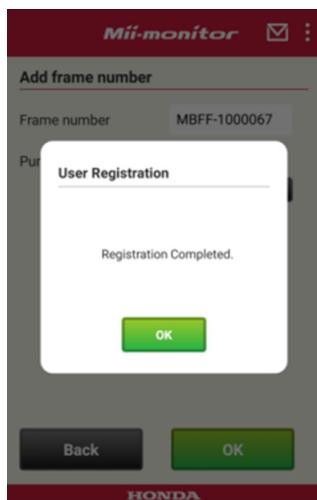 Mii-monitor
Add frame number
Frame number MBFF-1000067
Pur
User Registration
Registration Completed.
OK
Back OK
HONDA